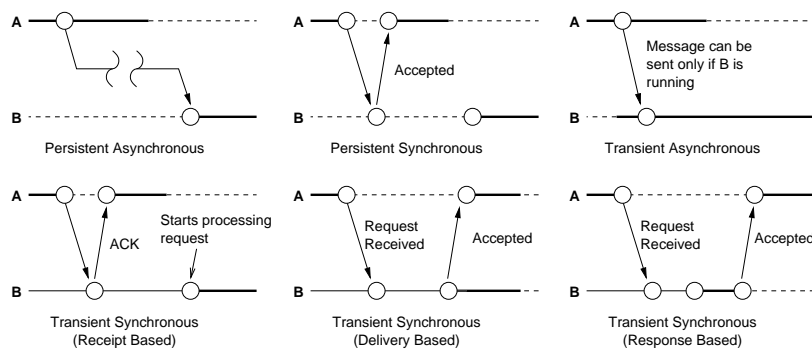 A
B
Persistent Asynchronous
A
Accepted
B
Persistent Synchronous
A
Message can be
sent only if B is
running
B
Transient Asynchronous
A
Starts processing
request
ACK
B
Transient Synchronous
(Receipt Based)
A
Request
Received
Accepted
B
Transient Synchronous
(Delivery Based)
A
Request
Received
Accepted
B
Transient Synchronous
(Response Based)